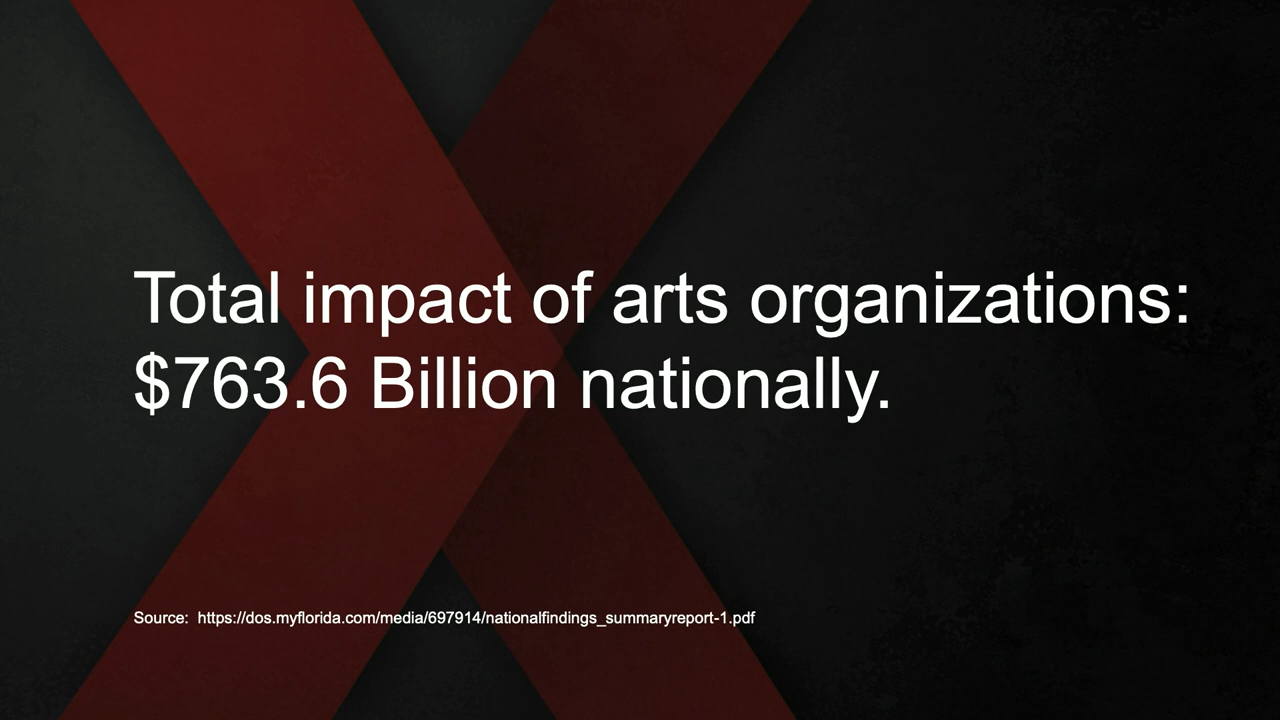 Total impact of arts organizations:
$763.6 Billion nationally.
Source:  https://dos.myflorida.com/media/697914/nationalfindings_summaryreport-1.pdf